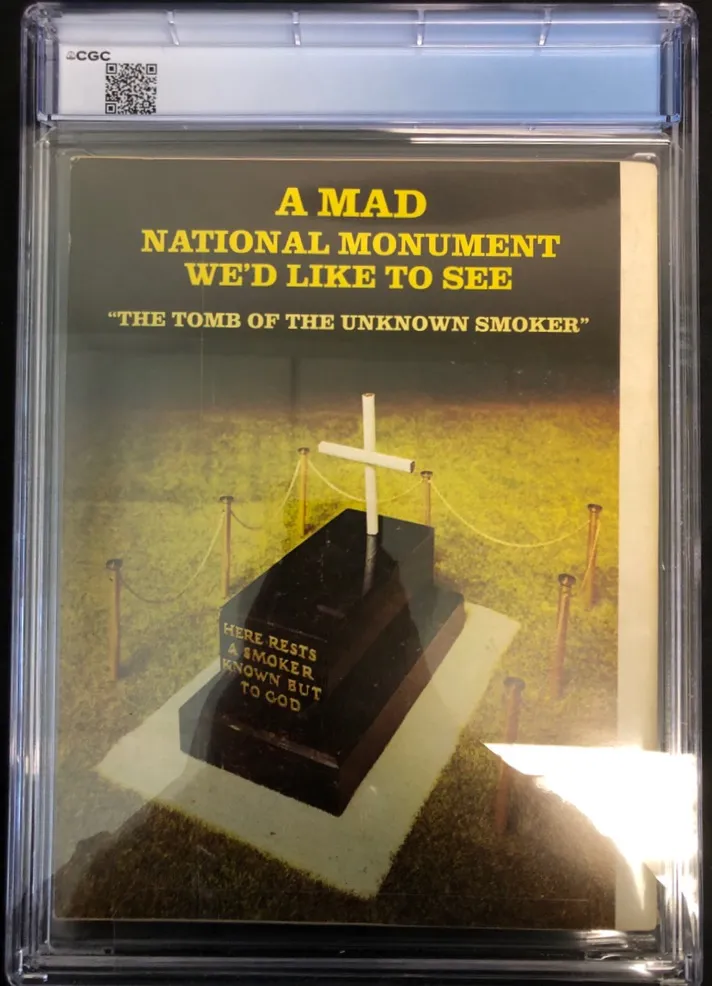 CGC
A MAD
NATIONAL MONUMENT
WE'D LIKE TO SEE
“THE TOMB OF THE UNKNOWN SMOKER”
HERE RESTS
A SMOKER
KNOWN BUT
TO GOD